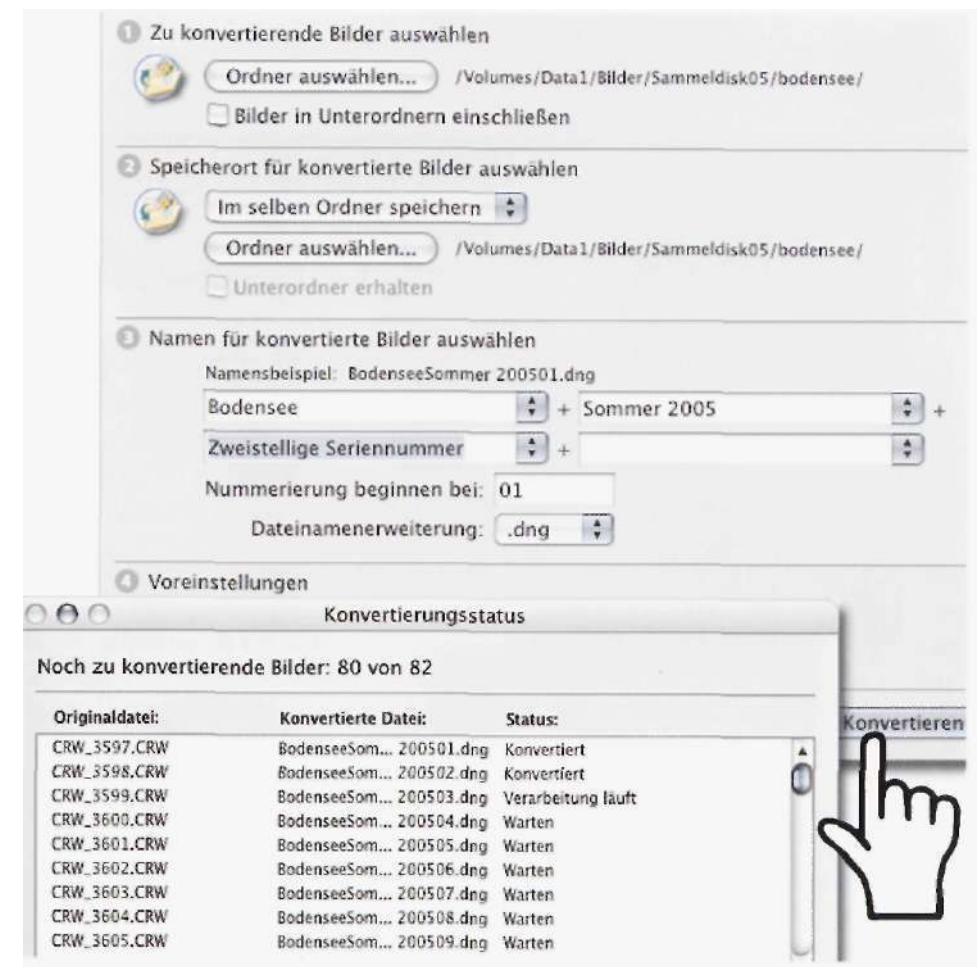 1 Zu konvertierende Bilder auswählen
Ordner auswählen... /Volumes/Data1/Bilder/Sammeldisk05/bodensee/
Bilder in Unterordnern einschließen
2 Speicherort für konvertierte Bilder auswählen
Im selben Ordner speichern
Ordner auswählen... /Volumes/Data1/Bilder/Sammeldisk05/bodensee/
Unterordner erhalten
3 Namen für konvertierte Bilder auswählen
Namensbeispiel: BodenseeSommer 200501.dng
Bodensee + Sommer 2005 +
Zweistellige Seriennummer +
Nummerierung beginnen bei: 01
Dateinamenerweiterung: .dng
4 Voreinstellungen
Konvertierungsstatus
Noch zu konvertierende Bilder: 80 von 82
Originaldatei: Konvertierte Datei: Status:
CRW_3597.CRW BodenseeSom... 200501.dng Konvertiert
CRW_3598.CRW BodenseeSom... 200502.dng Konvertiert
CRW_3599.CRW BodenseeSom... 200503.dng Verarbeitung läuft
CRW_3600.CRW BodenseeSom... 200504.dng Warten
CRW_3601.CRW BodenseeSom... 200505.dng Warten
CRW_3602.CRW BodenseeSom... 200506.dng Warten
CRW_3603.CRW BodenseeSom... 200507.dng Warten
CRW_3604.CRW BodenseeSom... 200508.dng Warten
CRW_3605.CRW BodenseeSom... 200509.dng Warten
Konvertieren